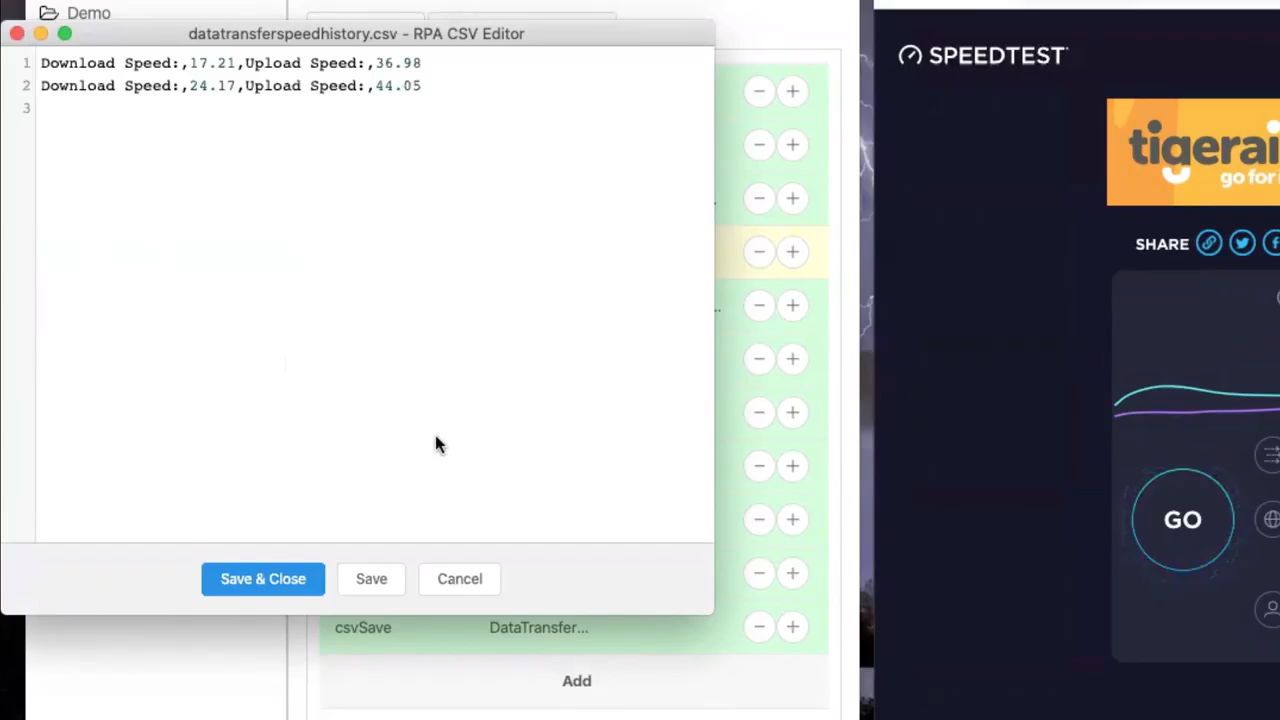 Demo
datatransferspeedhistory.csv - RPA CSV Editor
1 Download Speed:,17.21,Upload Speed:,36.98
2 Download Speed:,24.17,Upload Speed:,44.05
3
Save & Close
Save
Cancel
csvSave
DataTransfer...
Add
SPEEDTEST
tigerai
go for
SHARE
GO